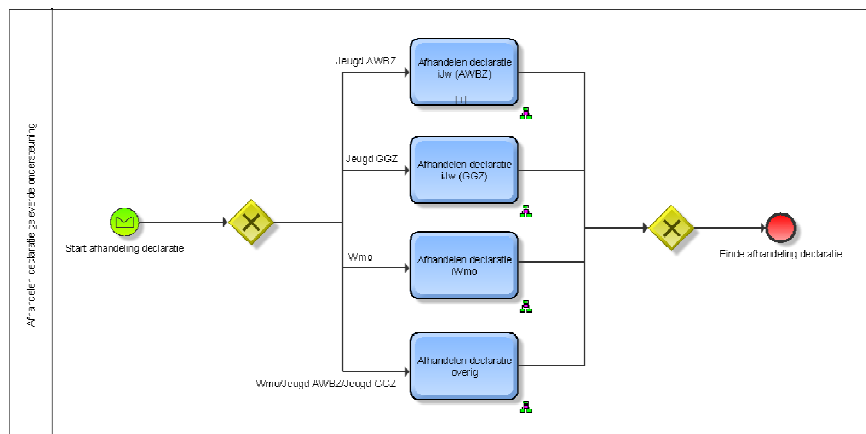 Afhandelen declaratie geleverde ondersteuning
Start afhandeling declaratie
Jeugd AWBZ
Afhandelen declaratie
iJw (AWBZ)
Jeugd GGZ
Afhandelen declaratie
iJw (GGZ)
Wmo
Afhandelen declaratie
iWmo
Wmo/Jeugd AWBZ/Jeugd GGZ
Afhandelen declaratie
overig
Einde afhandeling declaratie